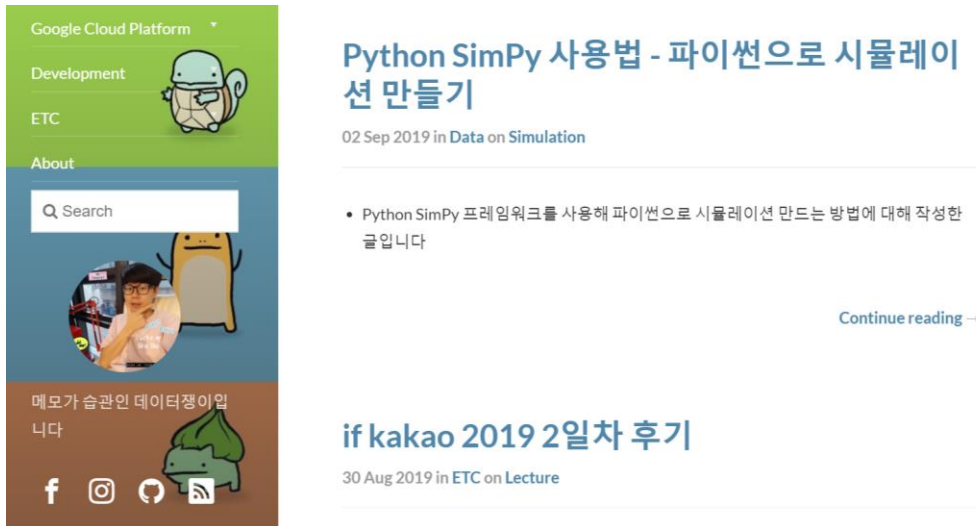 Google Cloud Platform
Development
ETC
About
Search
메모가 습관인 데이터쟁이입
니다
Python SimPy 사용법 - 파이썬으로 시뮬레이
션 만들기
02 Sep 2019 in Data on Simulation
• Python SimPy 프레임워크를 사용해 파이썬으로 시뮬레이션 만드는 방법에 대해 작성한
글입니다
Continue reading →
if kakao 2019 2일차 후기
30 Aug 2019 in ETC on Lecture